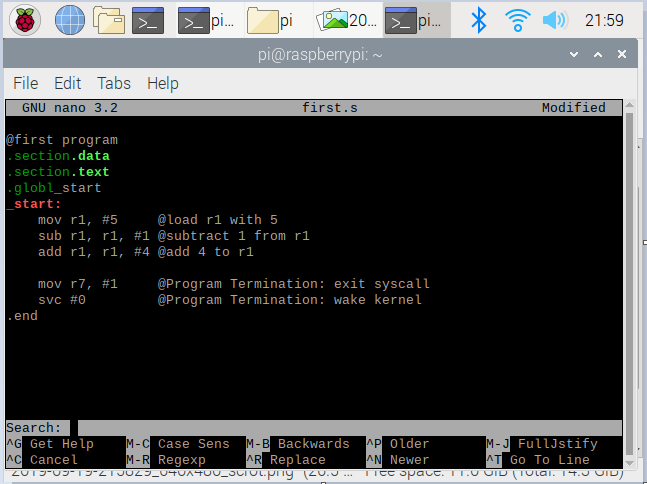 pi... pi 20... pi... 21:59
pi@raspberrypi: ~
File Edit Tabs Help
GNU nano 3.2 first.s Modified
@first program
.section.data
.section.text
.globl_start
_start:
mov r1, #5 @load r1 with 5
sub r1, r1, #1 @subtract 1 from r1
add r1, r1, #4 @add 4 to r1
mov r7, #1 @Program Termination: exit syscall
svc #0 @Program Termination: wake kernel
.end
Search:
^G Get Help M-C Case Sens M-B Backwards ^P Older M-J FullJstify
^C Cancel M-R Regexp ^R Replace ^N Newer ^T Go To Line